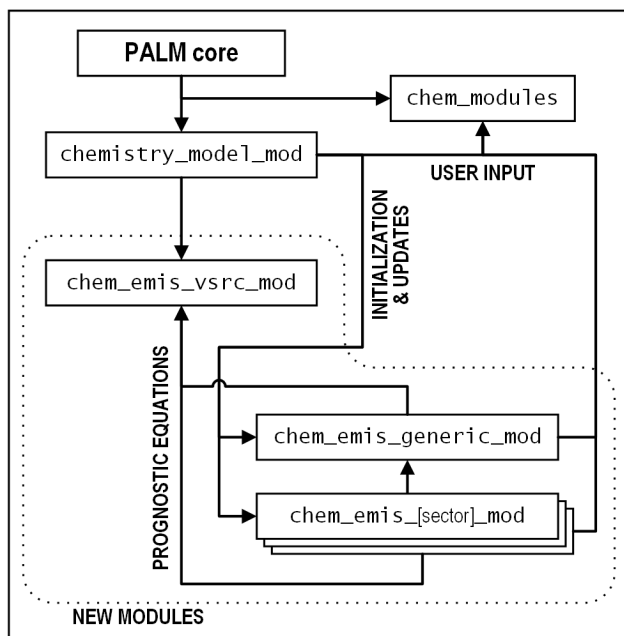 PALM core
chem_modules
chemistry_model_mod
USER INPUT
INITIALIZATION
& UPDATES
chem_emis_vsrc_mod
PROGNOSTIC EQUATIONS
chem_emis_generic_mod
chem_emis_[sector]_mod
NEW MODULES